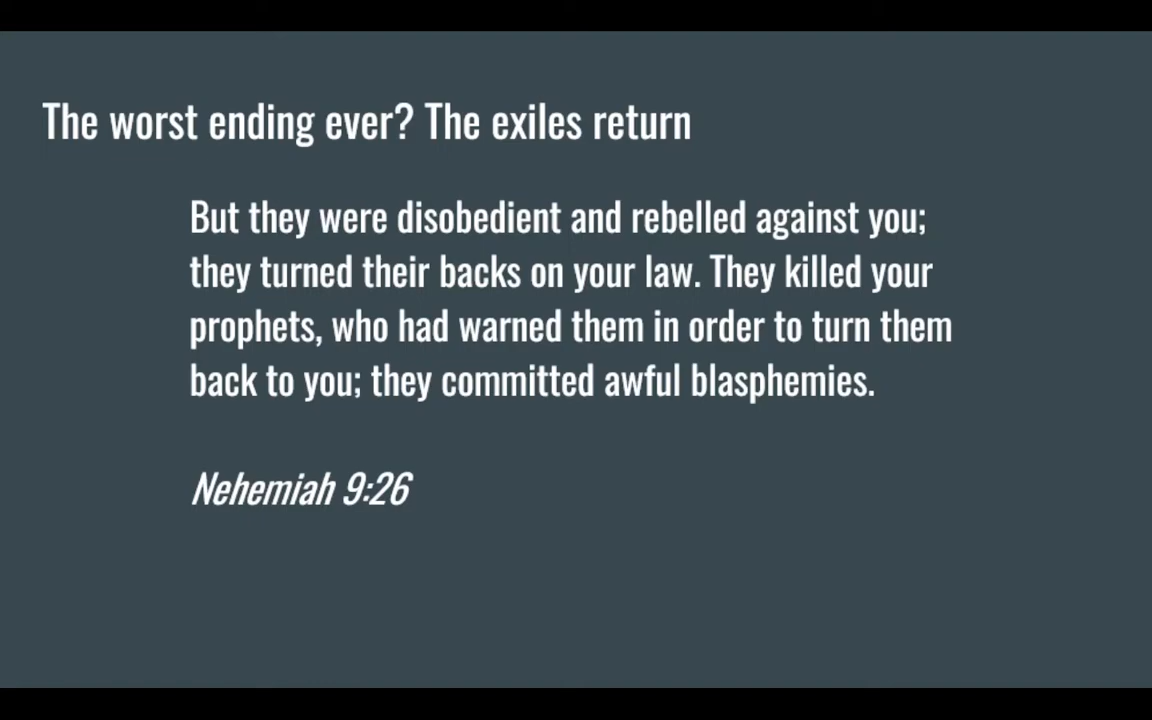 The worst ending ever? The exiles return
But they were disobedient and rebelled against you;
they turned their backs on your law. They killed your
prophets, who had warned them in order to turn them
back to you; they committed awful blasphemies.
Nehemiah 9:26